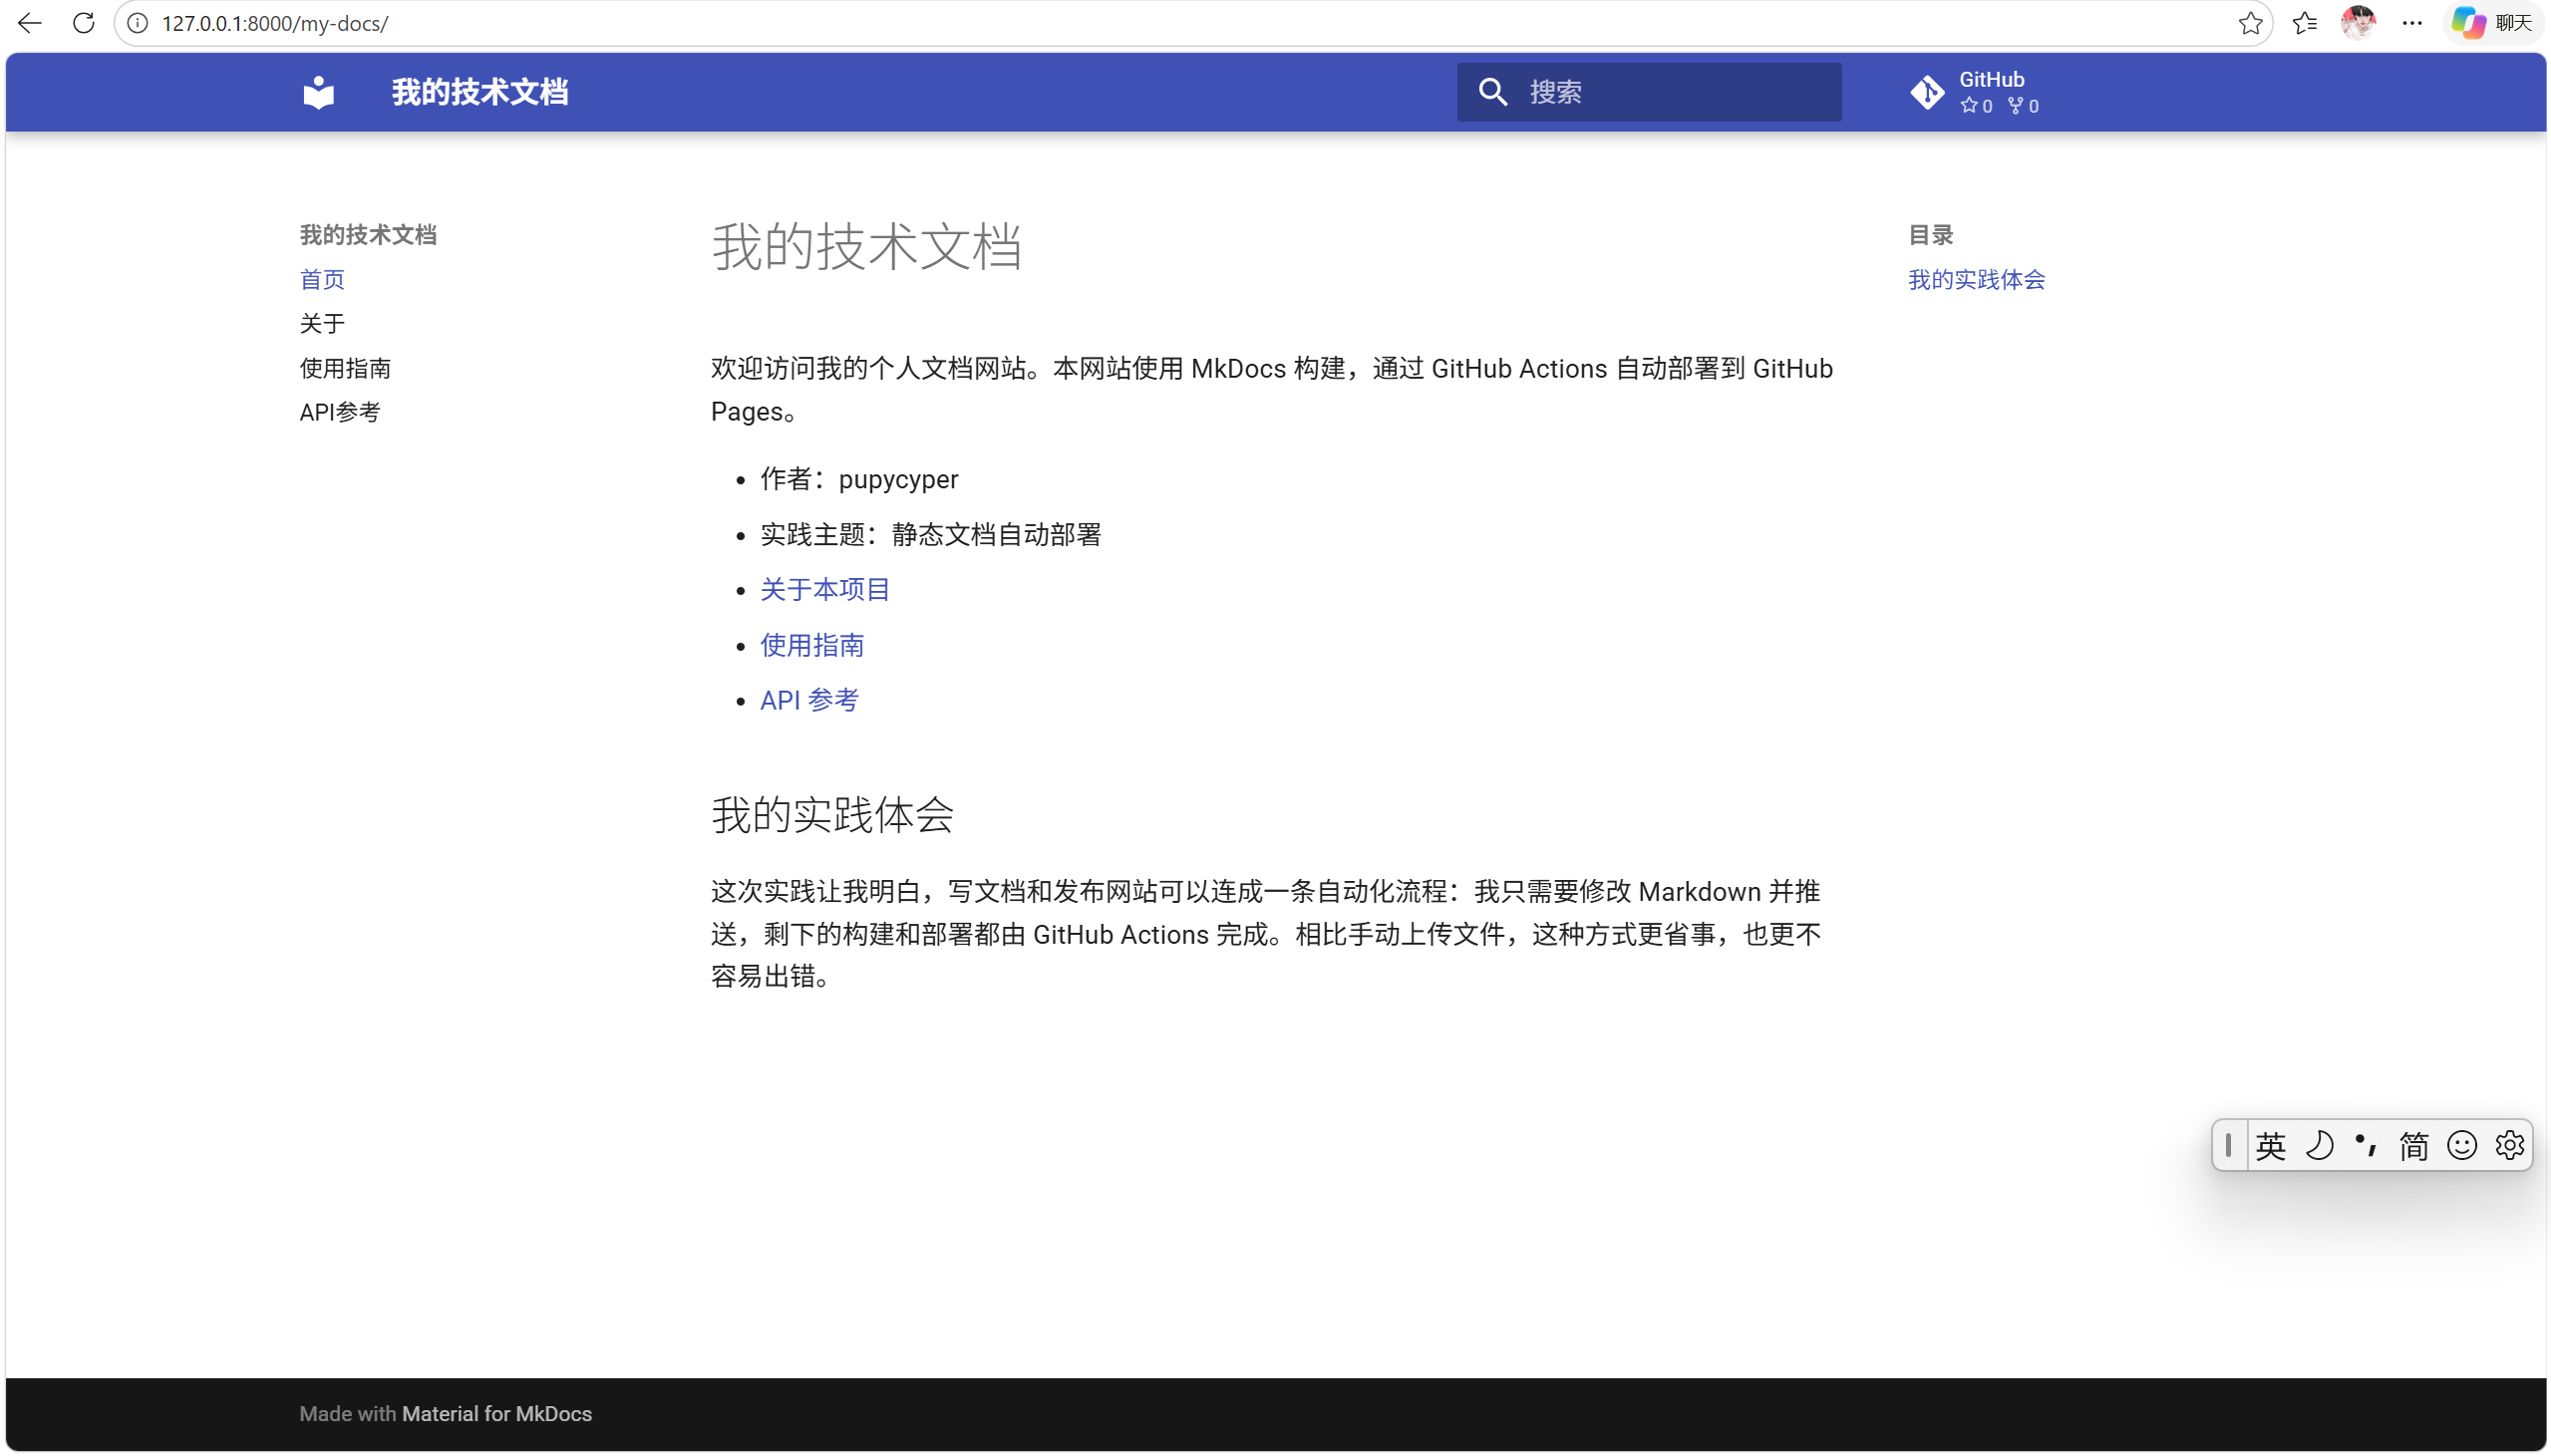 127.0.0.1:8000/my-docs/
聊天
我的技术文档
搜索
GitHub
0 0
我的技术文档
首页
关于
使用指南
API参考
我的技术文档
欢迎访问我的个人文档网站。本网站使用 MkDocs 构建，通过 GitHub Actions 自动部署到 GitHub
Pages。
作者：pupycyper
实践主题：静态文档自动部署
关于本项目
使用指南
API 参考
我的实践体会
这次实践让我明白，写文档和发布网站可以连成一条自动化流程：我只需要修改 Markdown 并推
送，剩下的构建和部署都由 GitHub Actions 完成。相比手动上传文件，这种方式更省事，也更不
容易出错。
目录
我的实践体会
英 简
Made with Material for MkDocs